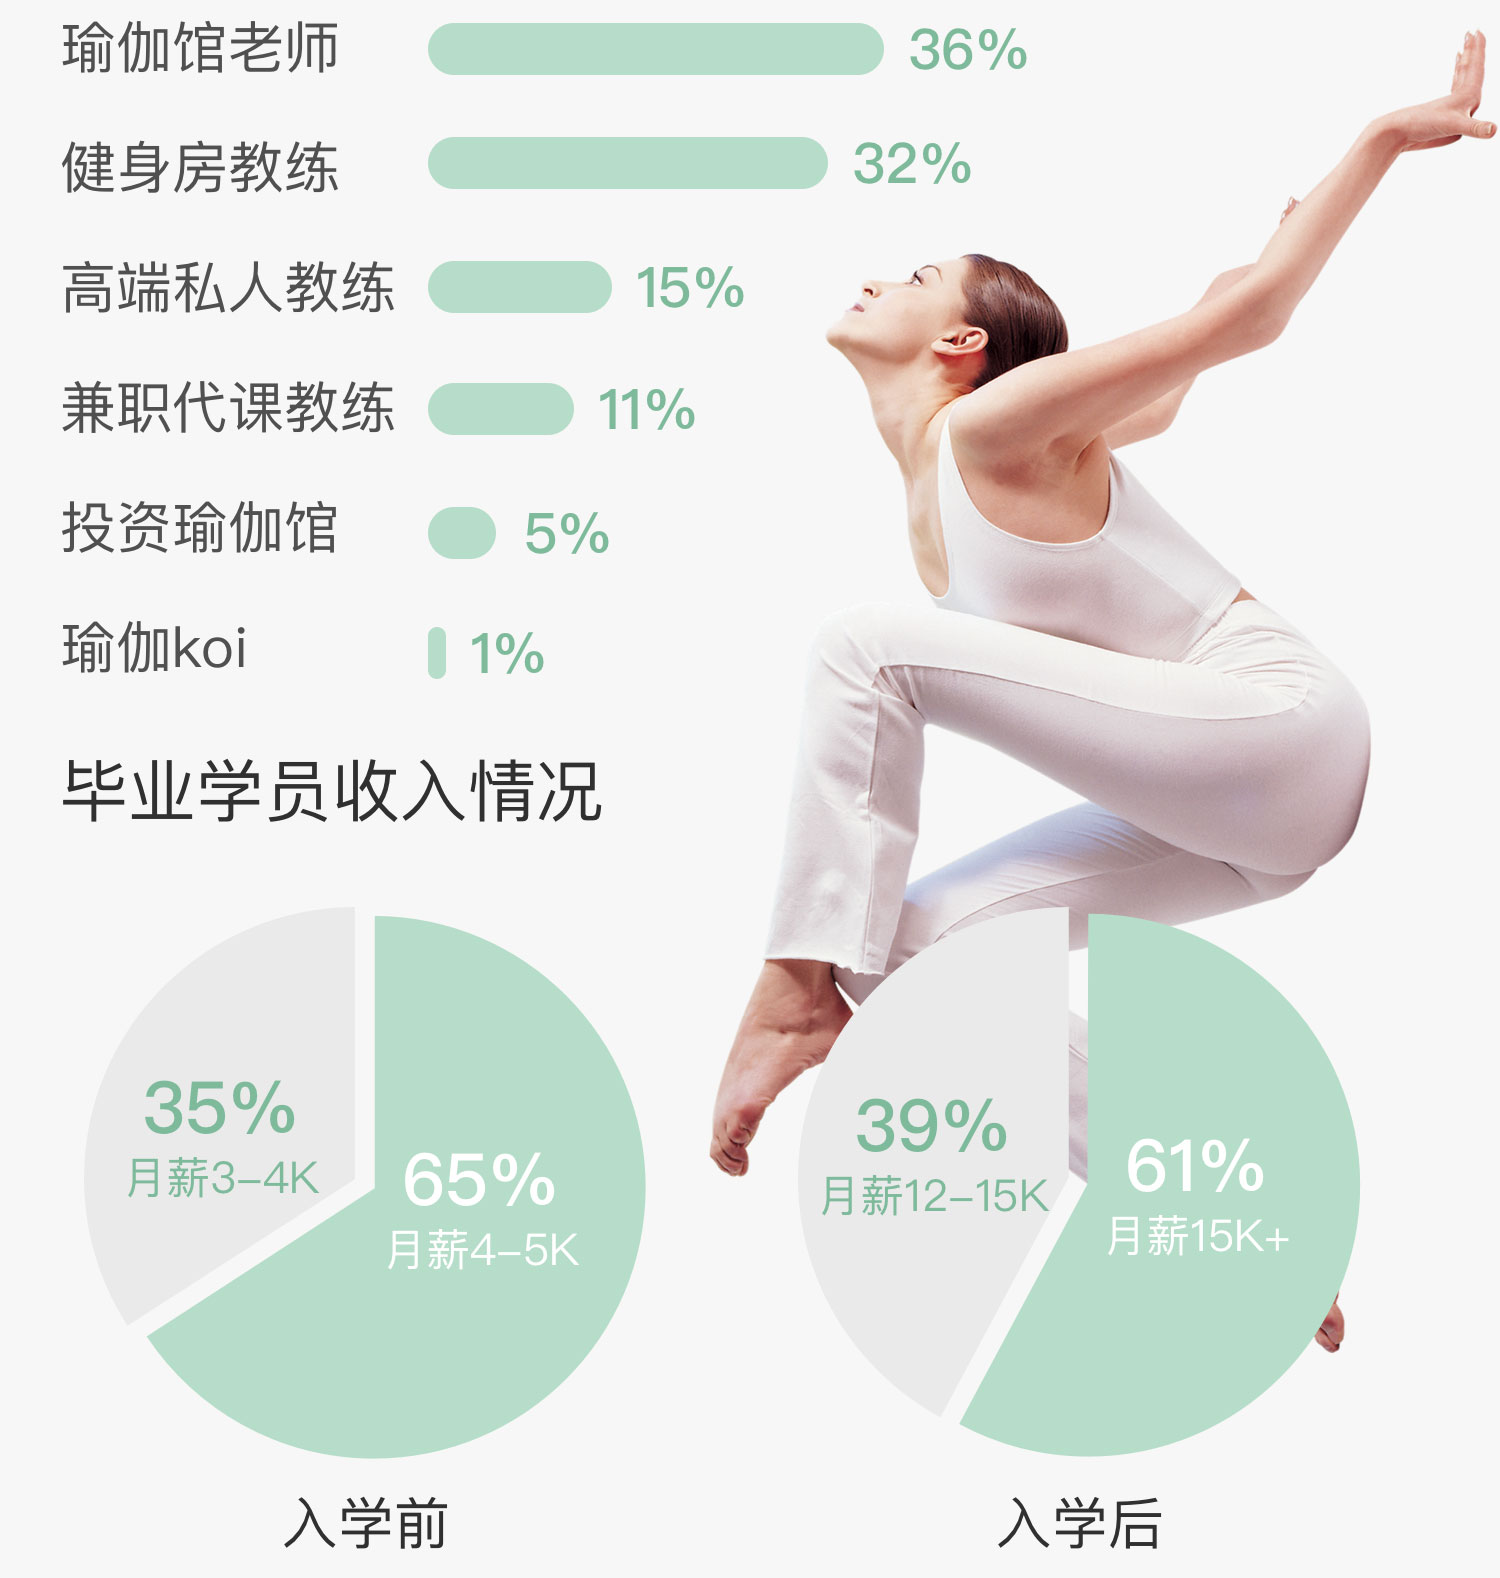 瑜伽馆老师 36%
健身房教练 32%
高端私人教练 15%
兼职代课教练 11%
投资瑜伽馆 5%
瑜伽koi 1%
毕业学员收入情况
35%
月薪3-4K
65%
月薪4-5K
入学前
39%
月薪12-15K
61%
月薪15K+
入学后